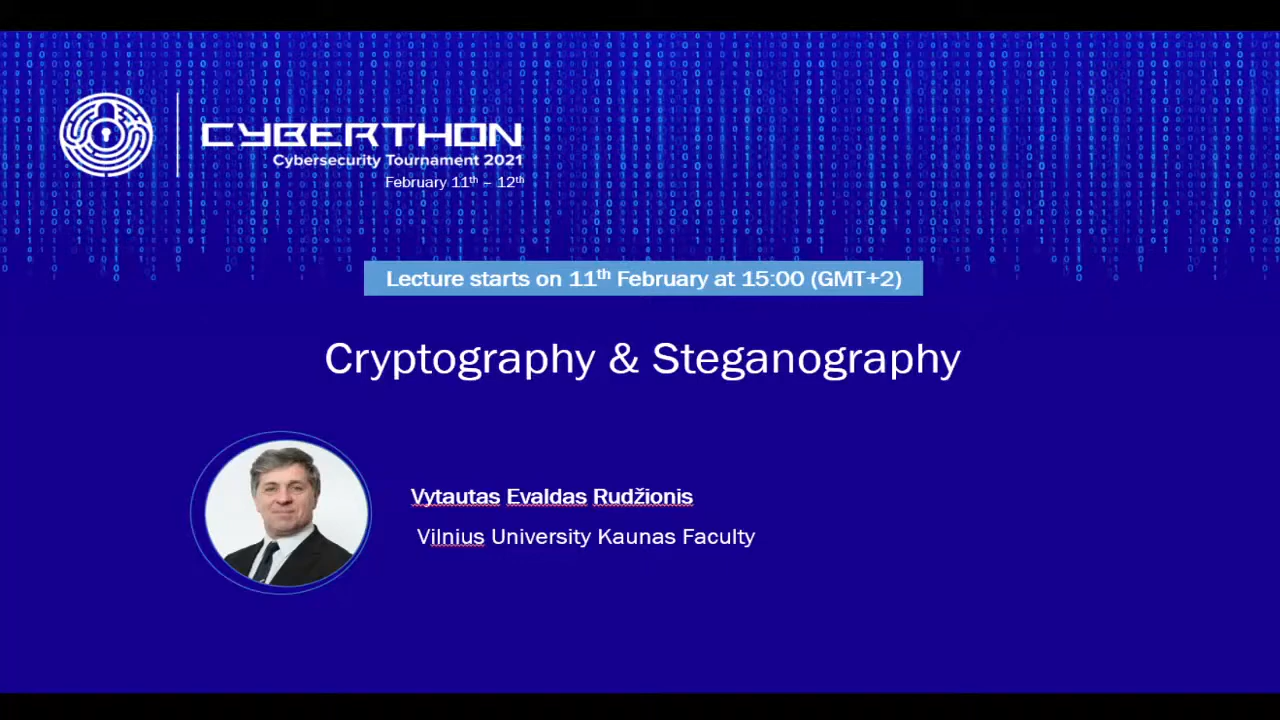 CYBERTHON
Cybersecurity Tournament 2021
February 11th – 12th
Lecture starts on 11th February at 15:00 (GMT+2)
Cryptography & Steganography
Vytautas Evaldas Rudžionis
Vilnius University Kaunas Faculty